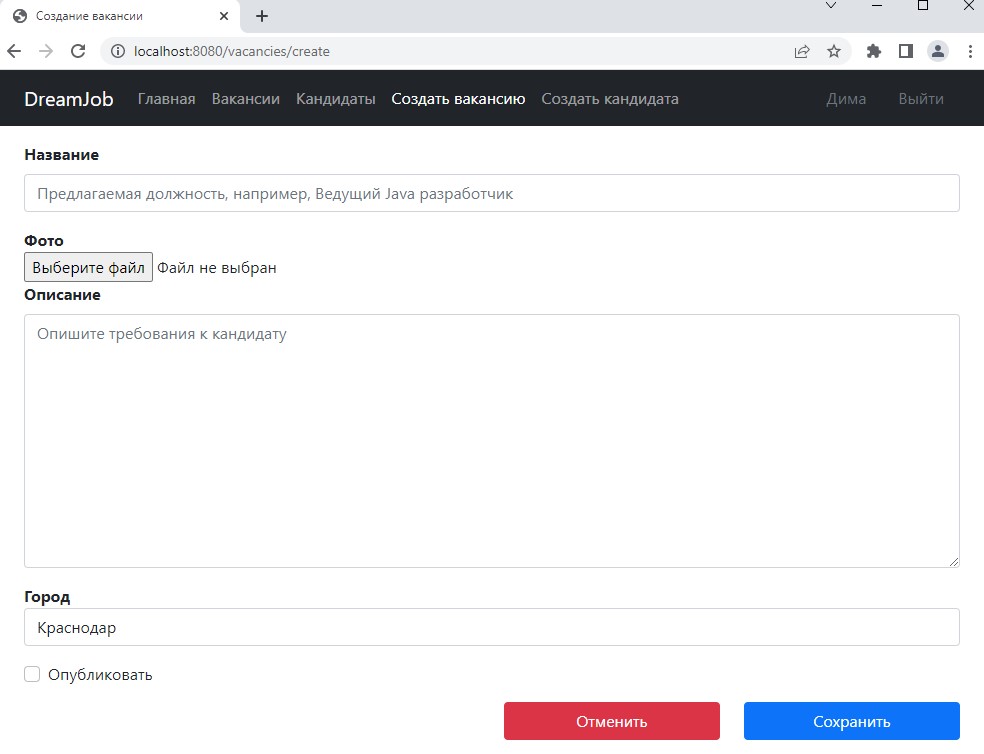 Создание вакансии
localhost:8080/vacancies/create
DreamJob Главная Вакансии Кандидаты Создать вакансию Создать кандидата Дима Выйти
Название
Предлагаемая должность, например, Ведущий Java разработчик
Фото
Выберите файл Файл не выбран
Описание
Опишите требования к кандидату
Город
Краснодар
Опубликовать
Отменить Сохранить